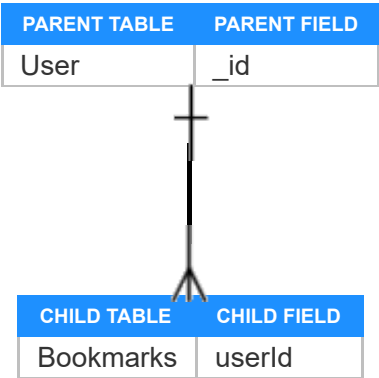 PARENT TABLE PARENT FIELD
User _id
CHILD TABLE CHILD FIELD
Bookmarks userId